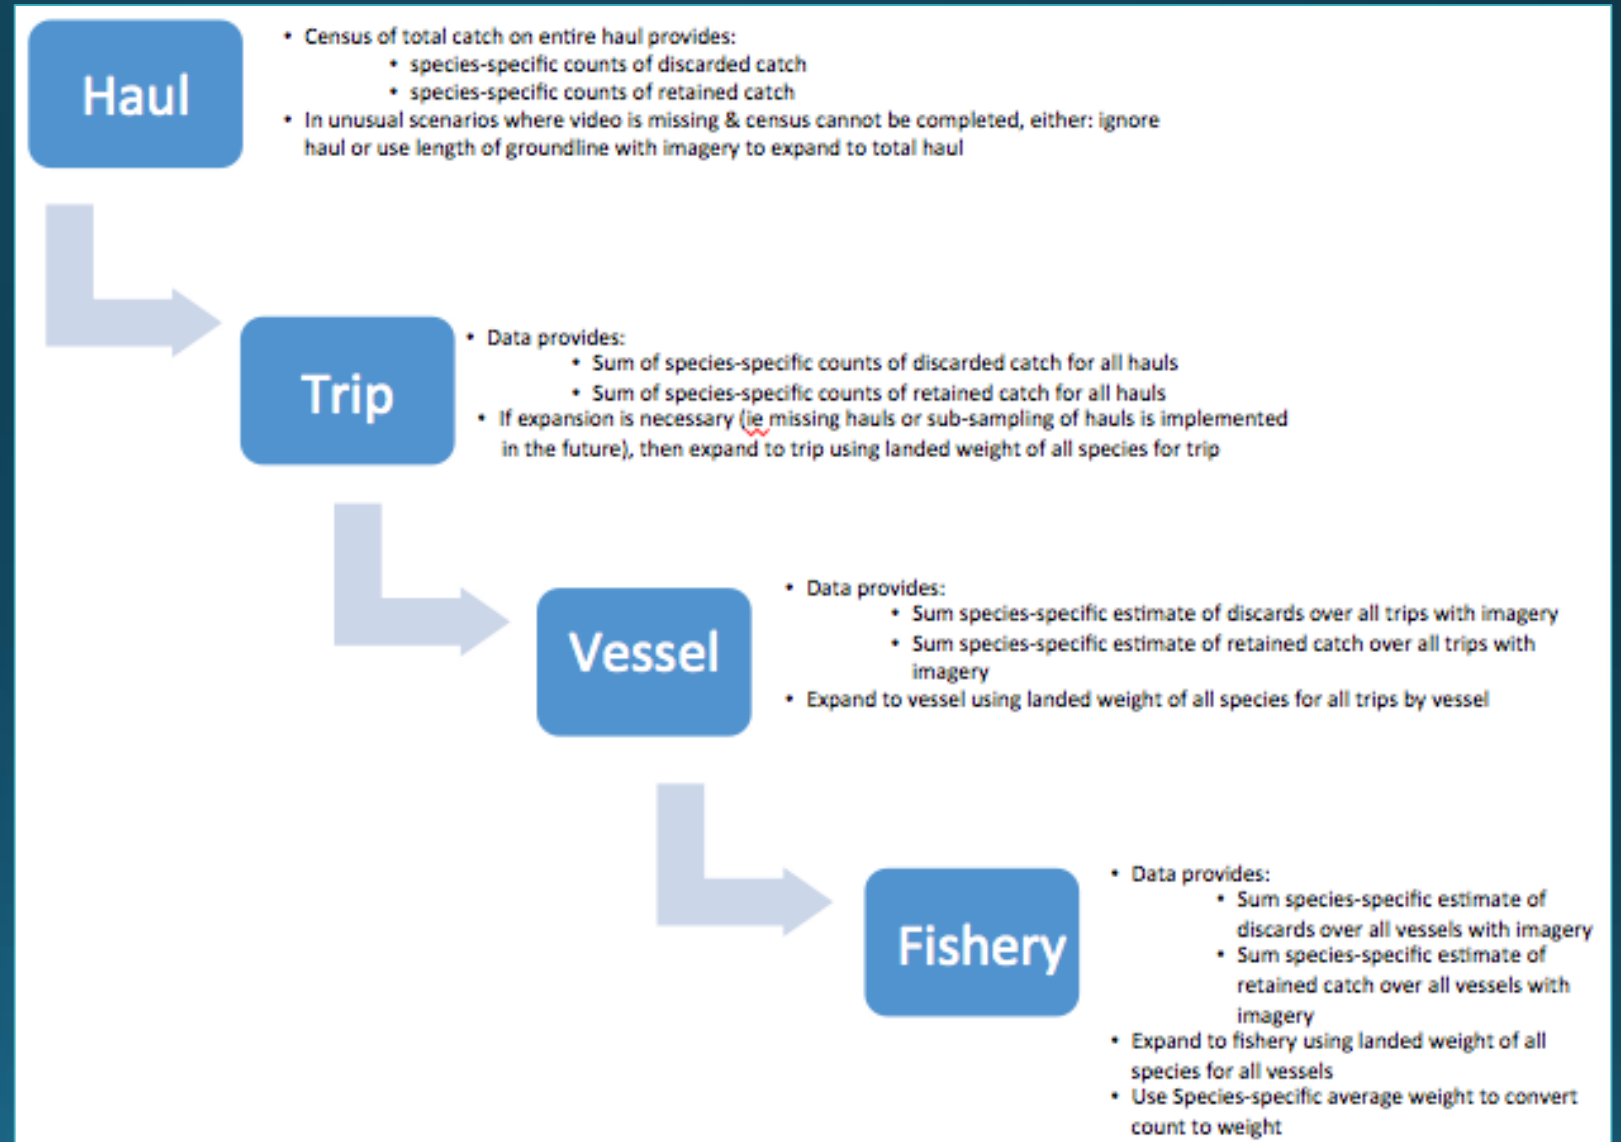 Haul
• Census of total catch on entire haul provides:
• species-specific counts of discarded catch
• species-specific counts of retained catch
• In unusual scenarios where video is missing & census cannot be completed, either: ignore
haul or use length of groundline with imagery to expand to total haul
Trip
• Data provides:
• Sum of species-specific counts of discarded catch for all hauls
• Sum of species-specific counts of retained catch for all hauls
• If expansion is necessary (ie missing hauls or sub-sampling of hauls is implemented
in the future), then expand to trip using landed weight of all species for trip
Vessel
• Data provides:
• Sum species-specific estimate of discards over all trips with imagery
• Sum species-specific estimate of retained catch over all trips with
imagery
• Expand to vessel using landed weight of all species for all trips by vessel
Fishery
• Data provides:
• Sum species-specific estimate of
discards over all vessels with imagery
• Sum species-specific estimate of
retained catch over all vessels with
imagery
• Expand to fishery using landed weight of all
species for all vessels
• Use Species-specific average weight to convert
count to weight